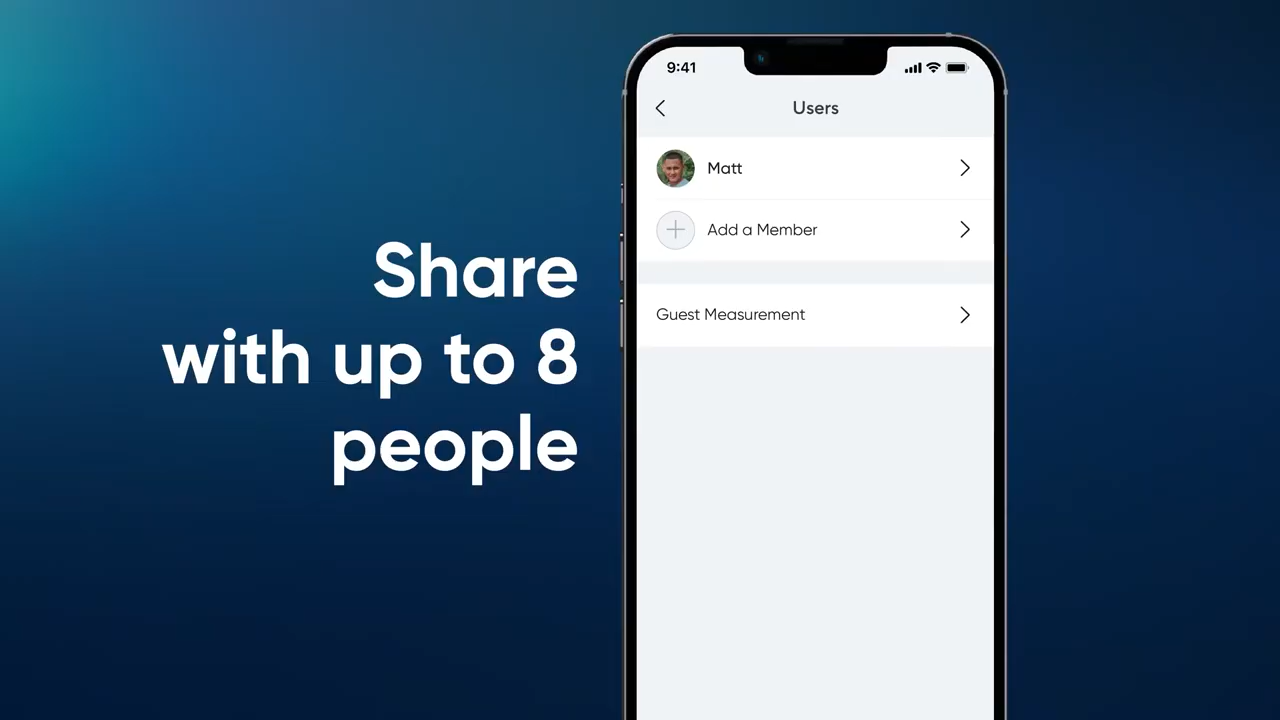 Share
with up to 8
people
9:41
Users
Matt
Add a Member
Guest Measurement